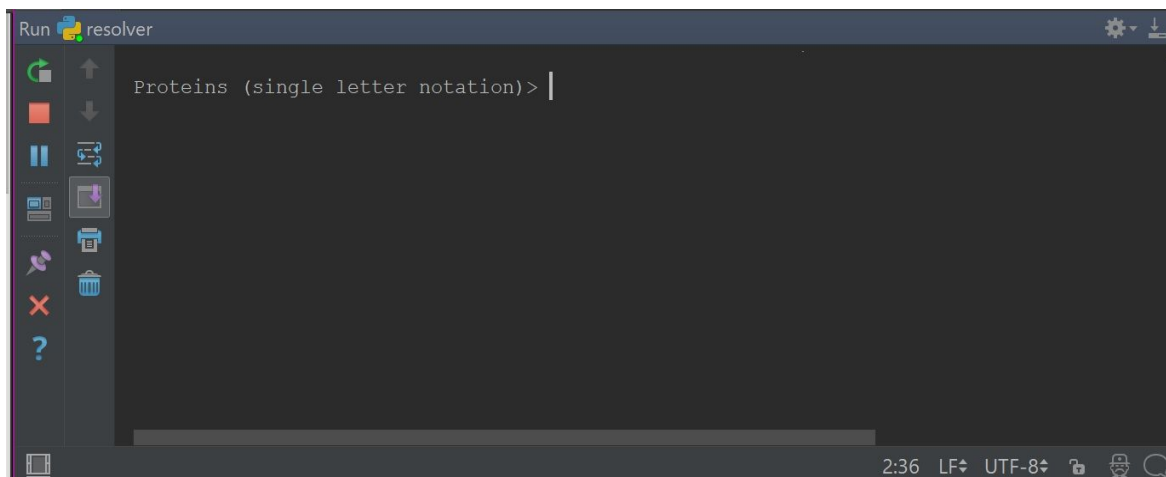 Run resolver
Proteins (single letter notation)>
?
2:36 LF UTF-8